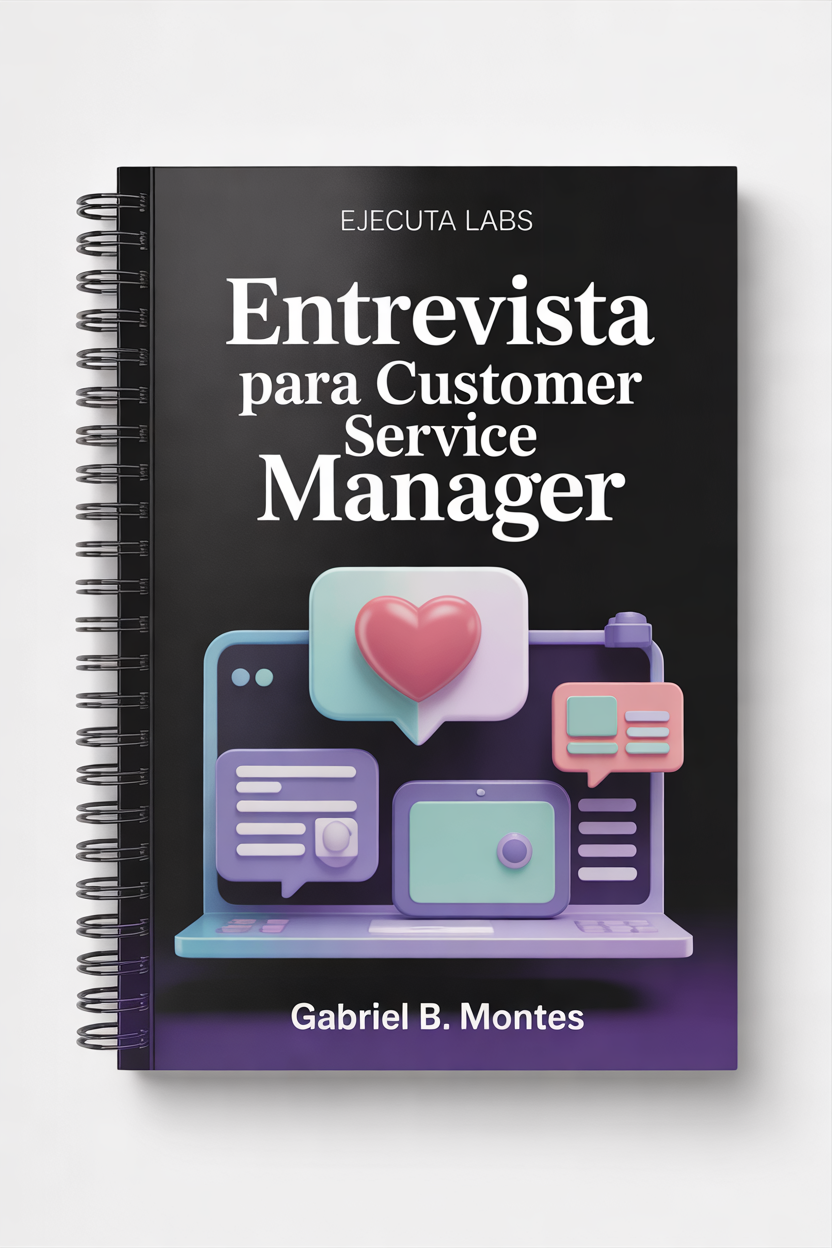 EJECUTA LABS
Entrevista
para Customer
Service
Manager
Gabriel B. Montes